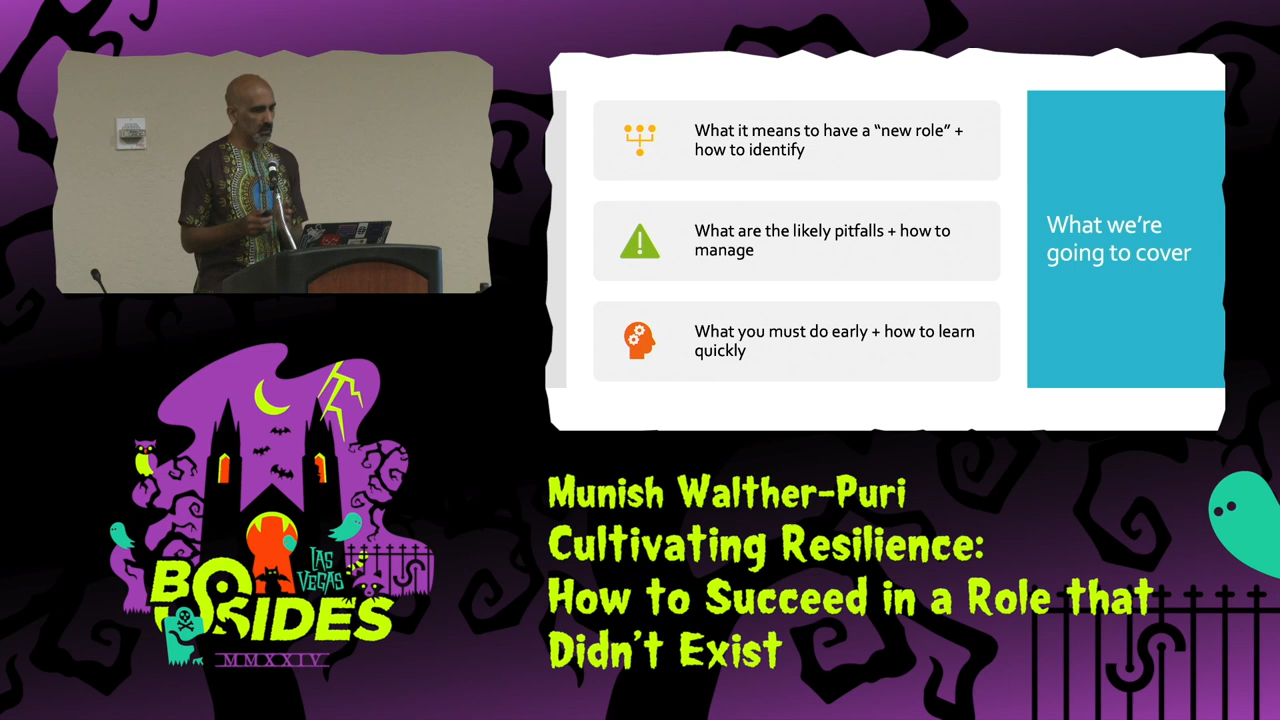 What it means to have a “new role” +
how to identify
What are the likely pitfalls + how to
manage
What you must do early + how to learn
quickly
What we’re
going to cover
Munish Walther-Puri
Cultivating Resilience:
How to Succeed in a Role that
Didn’t Exist
LAS
VEGAS
BSIDES
MMXXIV